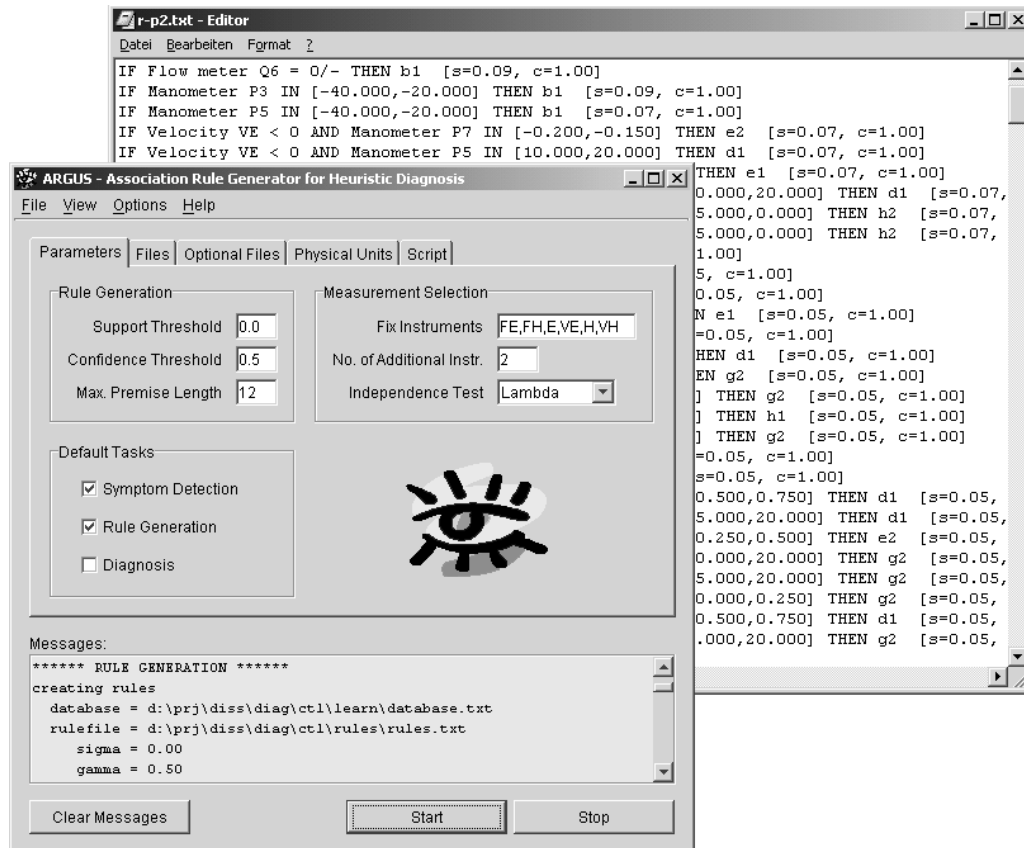 r-p2.txt - Editor
Datei Bearbeiten Format ?
IF Flow meter Q6 = 0/- THEN b1 [s=0.09, c=1.00]
IF Manometer P3 IN [-40.000,-20.000] THEN b1 [s=0.09, c=1.00]
IF Manometer P5 IN [-40.000,-20.000] THEN b1 [s=0.07, c=1.00]
IF Velocity VE < 0 AND Manometer P7 IN [-0.200,-0.150] THEN e2 [s=0.07, c=1.00]
IF Velocity VE < 0 AND Manometer P5 IN [10.000,20.000] THEN d1 [s=0.07, c=1.00]
THEN e1 [s=0.07, c=1.00]
0.000,20.000] THEN d1 [s=0.07,
5.000,0.000] THEN h2 [s=0.07,
5.000,0.000] THEN h2 [s=0.07,
1.00]
5, c=1.00]
0.05, c=1.00]
N e1 [s=0.05, c=1.00]
=0.05, c=1.00]
HEN d1 [s=0.05, c=1.00]
EN g2 [s=0.05, c=1.00]
] THEN g2 [s=0.05, c=1.00]
] THEN h1 [s=0.05, c=1.00]
] THEN g2 [s=0.05, c=1.00]
=0.05, c=1.00]
s=0.05, c=1.00]
0.500,0.750] THEN d1 [s=0.05,
5.000,20.000] THEN d1 [s=0.05,
0.250,0.500] THEN e2 [s=0.05,
0.000,20.000] THEN g2 [s=0.05,
5.000,20.000] THEN g2 [s=0.05,
0.000,0.250] THEN g2 [s=0.05,
0.500,0.750] THEN d1 [s=0.05,
.000,20.000] THEN g2 [s=0.05,
ARGUS - Association Rule Generator for Heuristic Diagnosis
File View Options Help
Parameters Files Optional Files Physical Units Script
Rule Generation
Support Threshold 0.0
Confidence Threshold 0.5
Max. Premise Length 12
Measurement Selection
Fix Instruments FE,FH,E,VE,H,VH
No. of Additional Instr. 2
Independence Test Lambda
Default Tasks
Symptom Detection
Rule Generation
Diagnosis
Messages:
****** RULE GENERATION ******
creating rules
database = d:\prj\diss\diag\ctl\learn\database.txt
rulefile = d:\prj\diss\diag\ctl\rules\rules.txt
sigma = 0.00
gamma = 0.50
Clear Messages Start Stop